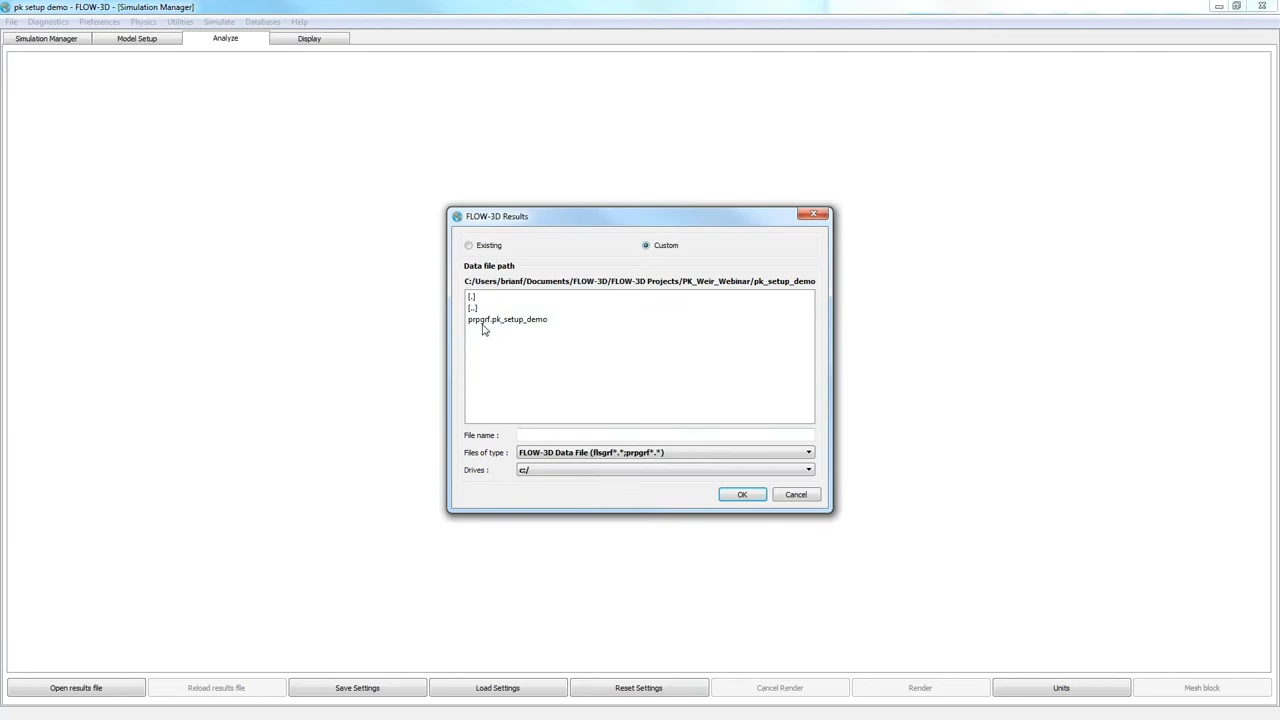 pk setup demo - FLOW-3D - [Simulation Manager]
File Diagnostics Preferences Physics Utilities Simulate Databases Help
Simulation Manager Model Setup Analyze Display
FLOW-3D Results
Existing Custom
Data file path
C:/Users/brianf/Documents/FLOW-3D/FLOW-3D Projects/PK_Weir_Webinar/pk_setup_demo
[.]
[..]
prpgrf.pk_setup_demo
File name :
Files of type : FLOW-3D Data File (flsgrf*.*;prpgrf*.*)
Drives : c:/
OK Cancel
Open results file Reload results file Save Settings Load Settings Reset Settings Cancel Render Render Units Mesh block